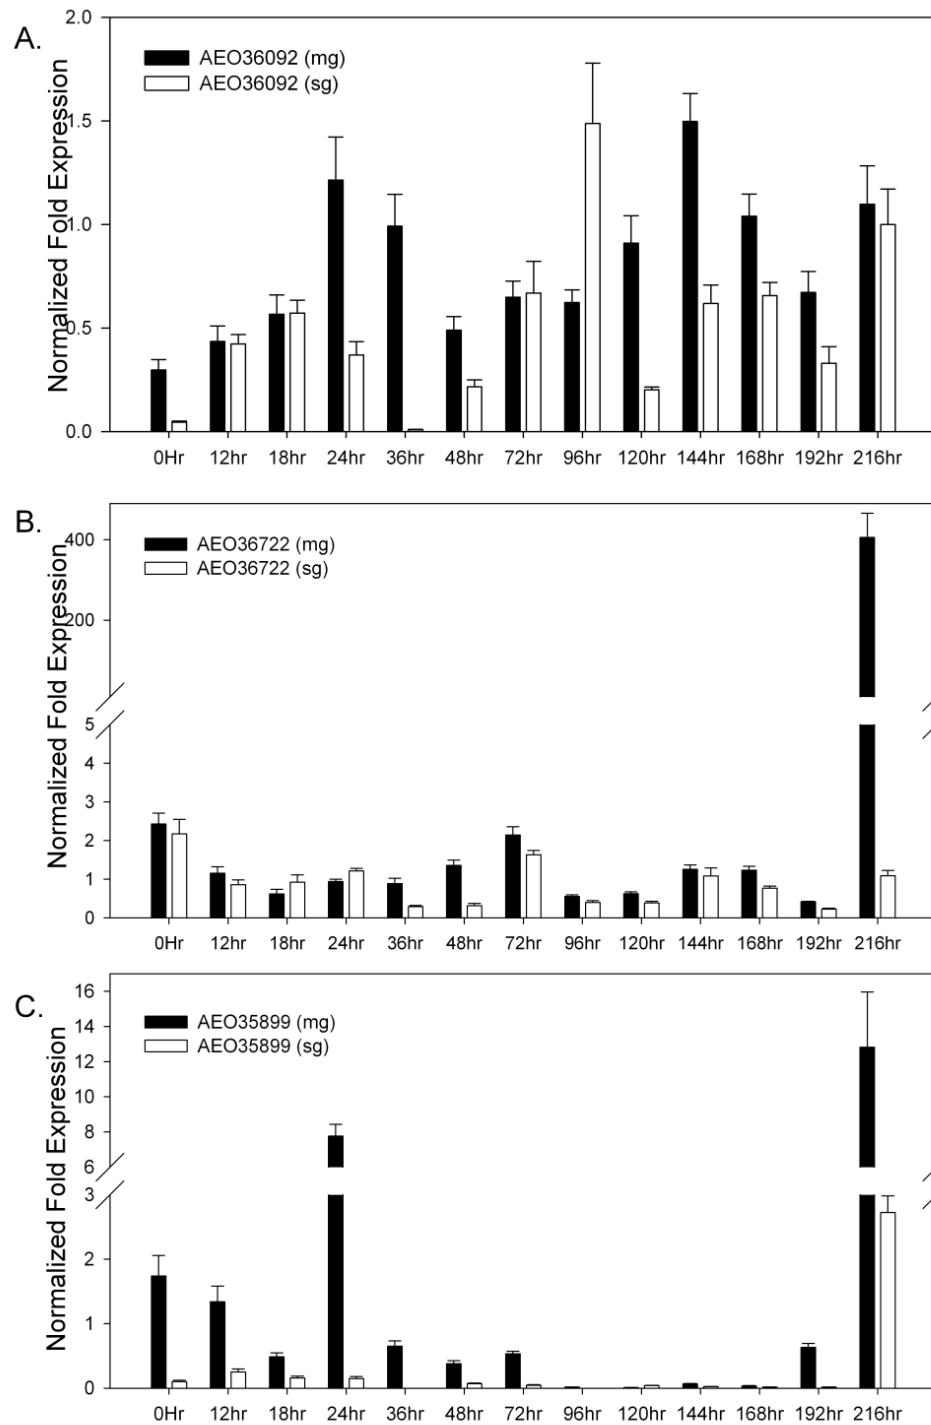 A.
Normalized Fold Expression
2.0
1.5
1.0
0.5
0.0
AEO36092 (mg)
AEO36092 (sg)
0Hr 12hr 18hr 24hr 36hr 48hr 72hr 96hr 120hr 144hr 168hr 192hr 216hr
B.
Normalized Fold Expression
400
200
5
4
3
2
1
0
AEO36722 (mg)
AEO36722 (sg)
0Hr 12hr 18hr 24hr 36hr 48hr 72hr 96hr 120hr 144hr 168hr 192hr 216hr
C.
Normalized Fold Expression
16
14
12
10
8
6
3
2
1
0
AEO35899 (mg)
AEO35899 (sg)
0Hr 12hr 18hr 24hr 36hr 48hr 72hr 96hr 120hr 144hr 168hr 192hr 216hr